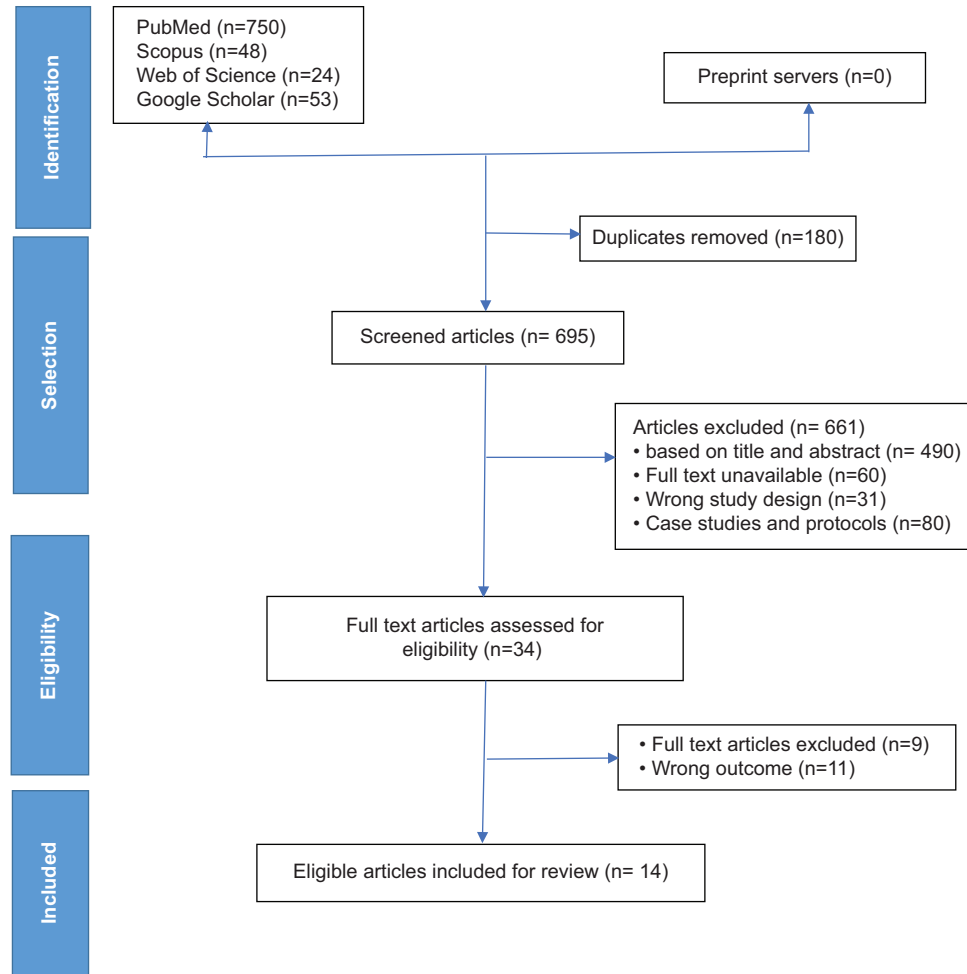 Identification
PubMed (n=750)
Scopus (n=48)
Web of Science (n=24)
Google Scholar (n=53)
Preprint servers (n=0)
Duplicates removed (n=180)
Selection
Screened articles (n= 695)
Articles excluded (n= 661)
• based on title and abstract (n= 490)
• Full text unavailable (n=60)
• Wrong study design (n=31)
• Case studies and protocols (n=80)
Eligibility
Full text articles assessed for
eligibility (n=34)
• Full text articles excluded (n=9)
• Wrong outcome (n=11)
Included
Eligible articles included for review (n= 14)